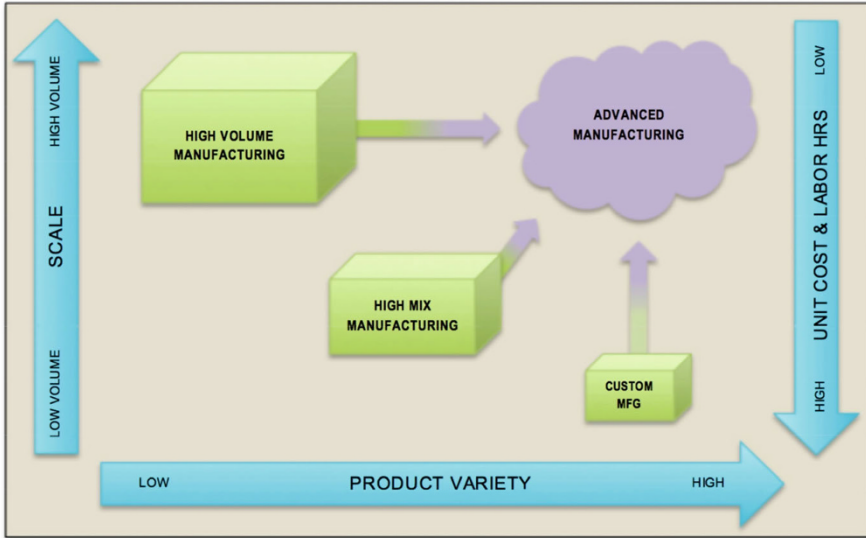 HIGH VOLUME
SCALE
LOW VOLUME
HIGH VOLUME
MANUFACTURING
ADVANCED
MANUFACTURING
HIGH MIX
MANUFACTURING
CUSTOM
MFG
LOW
UNIT COST & LABOR HRS
HIGH
LOW
PRODUCT VARIETY
HIGH